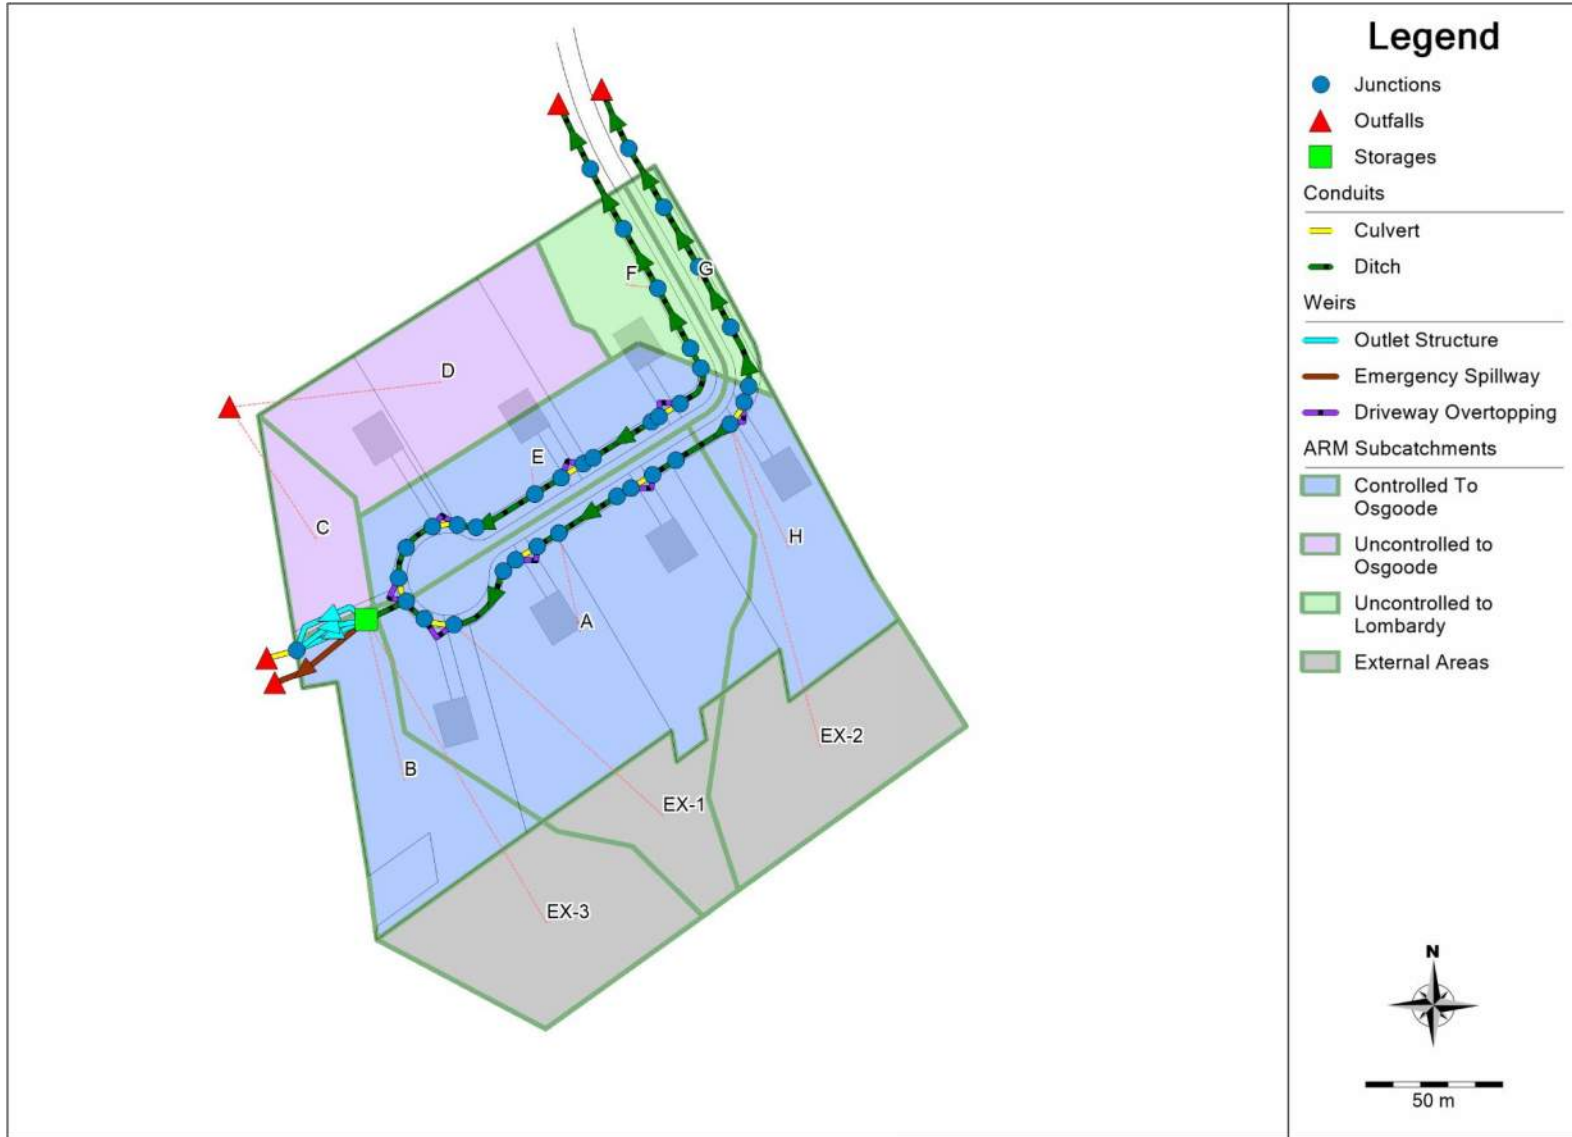 Legend
Junctions
Outfalls
Storages
Conduits
Culvert
Ditch
Weirs
Outlet Structure
Emergency Spillway
Driveway Overtopping
ARM Subcatchments
Controlled To
Osgoode
Uncontrolled to
Osgoode
Uncontrolled to
Lombardy
External Areas
N
50 m
F
G
D
E
C
H
A
B
EX-2
EX-1
EX-3